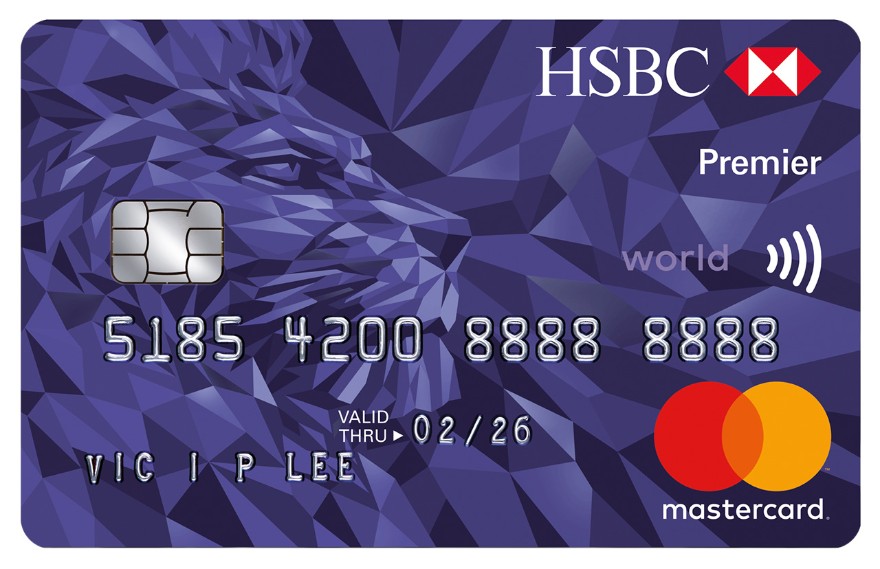 HSBC
Premier
world
5185 4200 8888 8888
VALID
THRU 02/26
VIC I P LEE
mastercard.